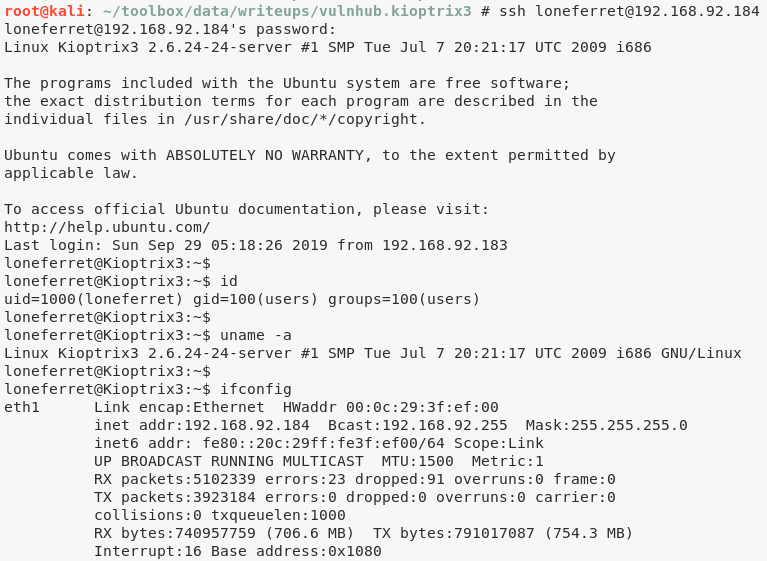 root@kali: ~/toolbox/data/writeups/vulnhub.kioptrix3 # ssh loneferret@192.168.92.184
loneferret@192.168.92.184's password:
Linux Kioptrix3 2.6.24-24-server #1 SMP Tue Jul 7 20:21:17 UTC 2009 i686
The programs included with the Ubuntu system are free software;
the exact distribution terms for each program are described in the
individual files in /usr/share/doc/*/copyright.
Ubuntu comes with ABSOLUTELY NO WARRANTY, to the extent permitted by
applicable law.
To access official Ubuntu documentation, please visit:
http://help.ubuntu.com/
Last login: Sun Sep 29 05:18:26 2019 from 192.168.92.183
loneferret@Kioptrix3:~$
loneferret@Kioptrix3:~$ id
uid=1000(loneferret) gid=100(users) groups=100(users)
loneferret@Kioptrix3:~$
loneferret@Kioptrix3:~$ uname -a
Linux Kioptrix3 2.6.24-24-server #1 SMP Tue Jul 7 20:21:17 UTC 2009 i686 GNU/Linux
loneferret@Kioptrix3:~$
loneferret@Kioptrix3:~$ ifconfig
eth1      Link encap:Ethernet  HWaddr 00:0c:29:3f:ef:00
          inet addr:192.168.92.184  Bcast:192.168.92.255  Mask:255.255.255.0
          inet6 addr: fe80::20c:29ff:fe3f:ef00/64 Scope:Link
          UP BROADCAST RUNNING MULTICAST  MTU:1500  Metric:1
          RX packets:5102339 errors:23 dropped:91 overruns:0 frame:0
          TX packets:3923184 errors:0 dropped:0 overruns:0 carrier:0
          collisions:0 txqueuelen:1000
          RX bytes:740957759 (706.6 MB)  TX bytes:791017087 (754.3 MB)
          Interrupt:16 Base address:0x1080